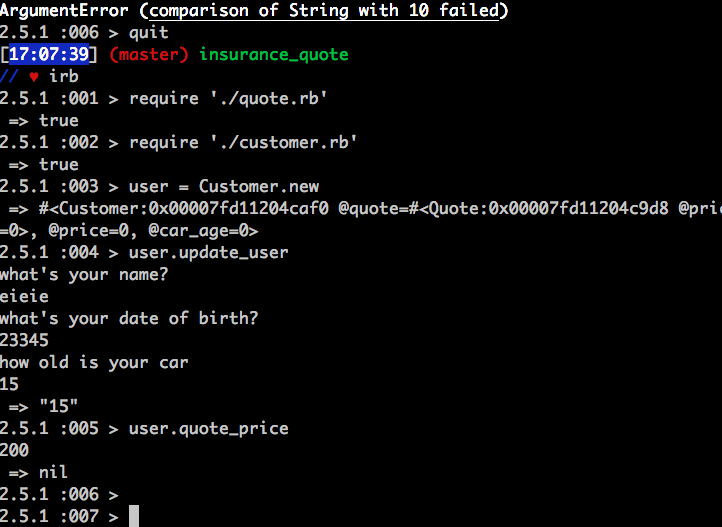 ArgumentError (comparison of String with 10 failed)
2.5.1 :006 > quit
[17:07:39] (master) insurance_quote
// ♥ irb
2.5.1 :001 > require './quote.rb'
 => true
2.5.1 :002 > require './customer.rb'
 => true
2.5.1 :003 > user = Customer.new
 => #<Customer:0x00007fd11204caf0 @quote=#<Quote:0x00007fd11204c9d8 @pric
=0>, @price=0, @car_age=0>
2.5.1 :004 > user.update_user
what's your name?
eieie
what's your date of birth?
23345
how old is your car
15
 => "15"
2.5.1 :005 > user.quote_price
200
 => nil
2.5.1 :006 >
2.5.1 :007 >